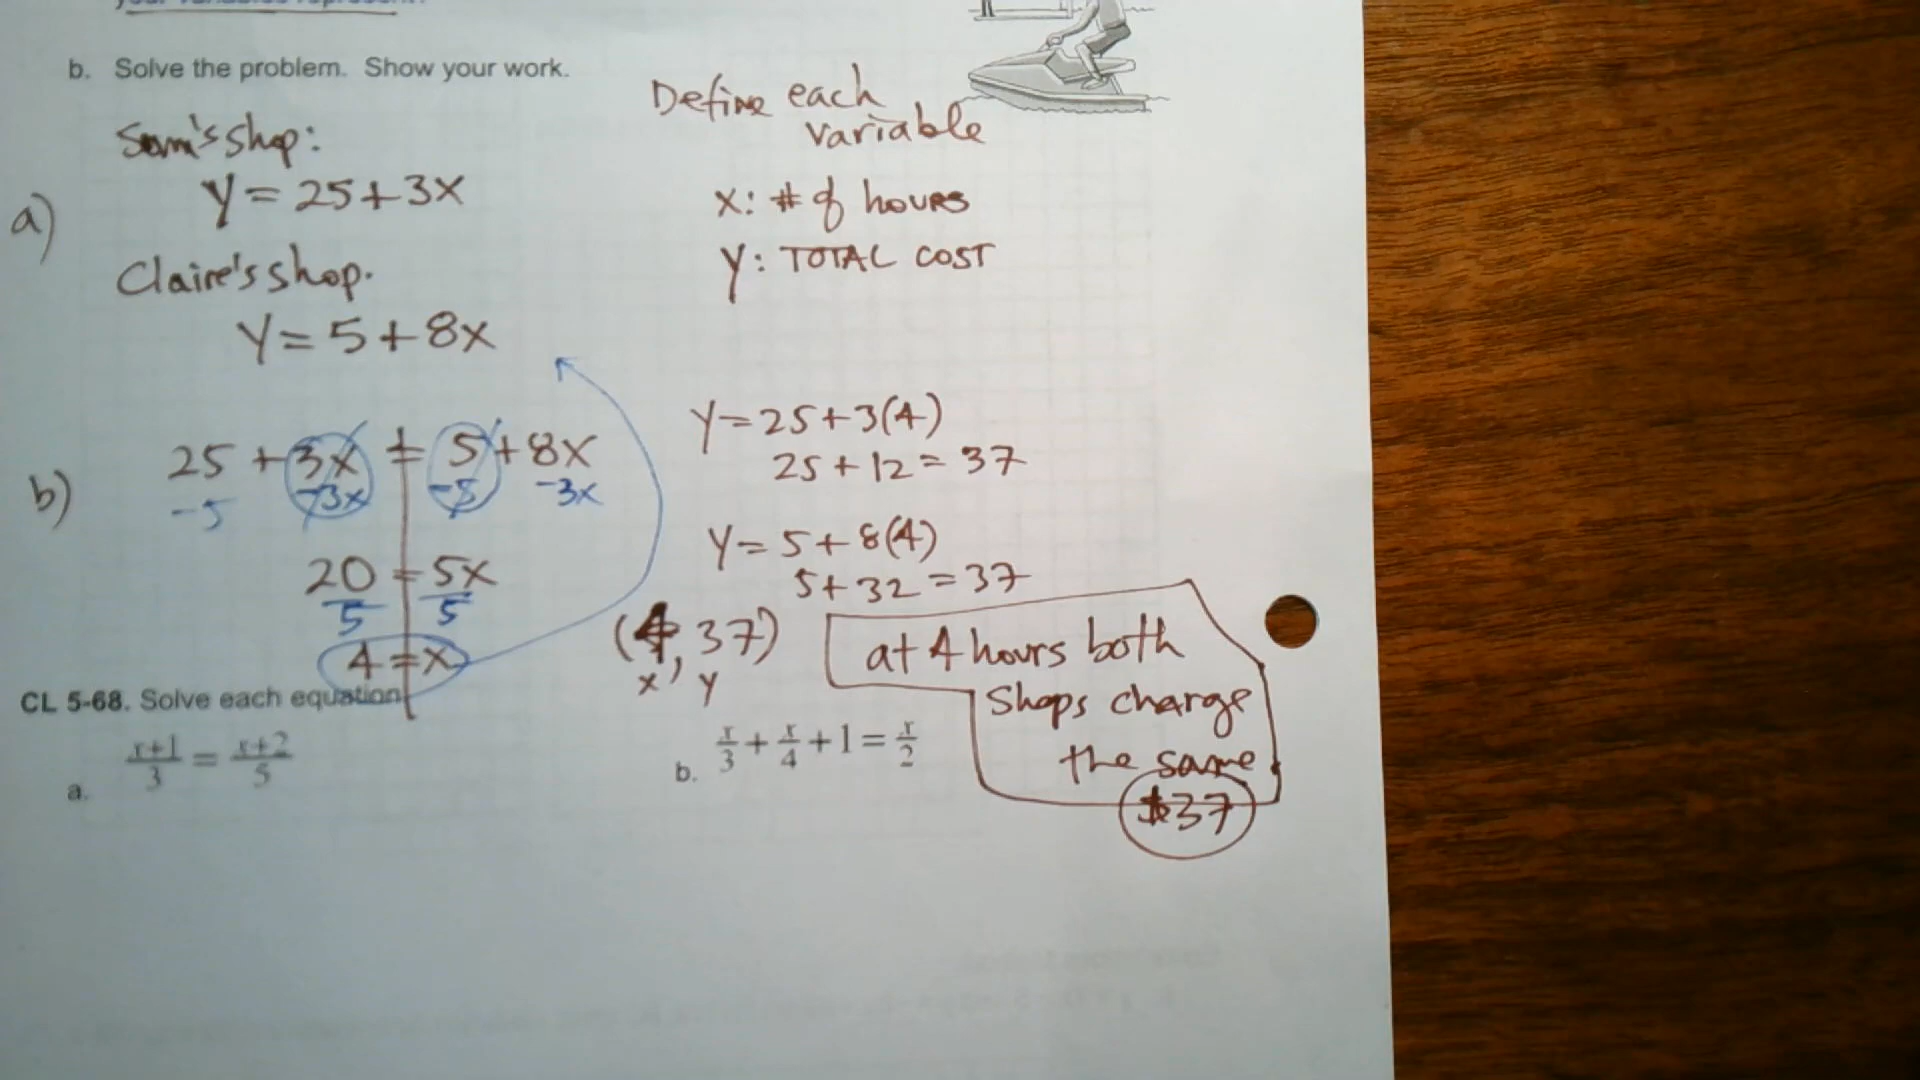 your variables represent.
b. Solve the problem. Show your work.
Sam's shop:
a) y = 25 + 3x
Claire's shop.
y = 5 + 8x
Define each
variable
x: # of hours
y: TOTAL COST
b) 25 + 3x = 5 + 8x
-5 -3x -5 -3x
20 = 5x
5 5
4 = x
y = 25 + 3(4)
25 + 12 = 37
y = 5 + 8(4)
5 + 32 = 37
(4, 37)
x, y
at 4 hours both
shops charge
the same
$37
CL 5-68. Solve each equation
a. x+1/3 = x+2/5
b. x/3 + x/4 + 1 = x/2